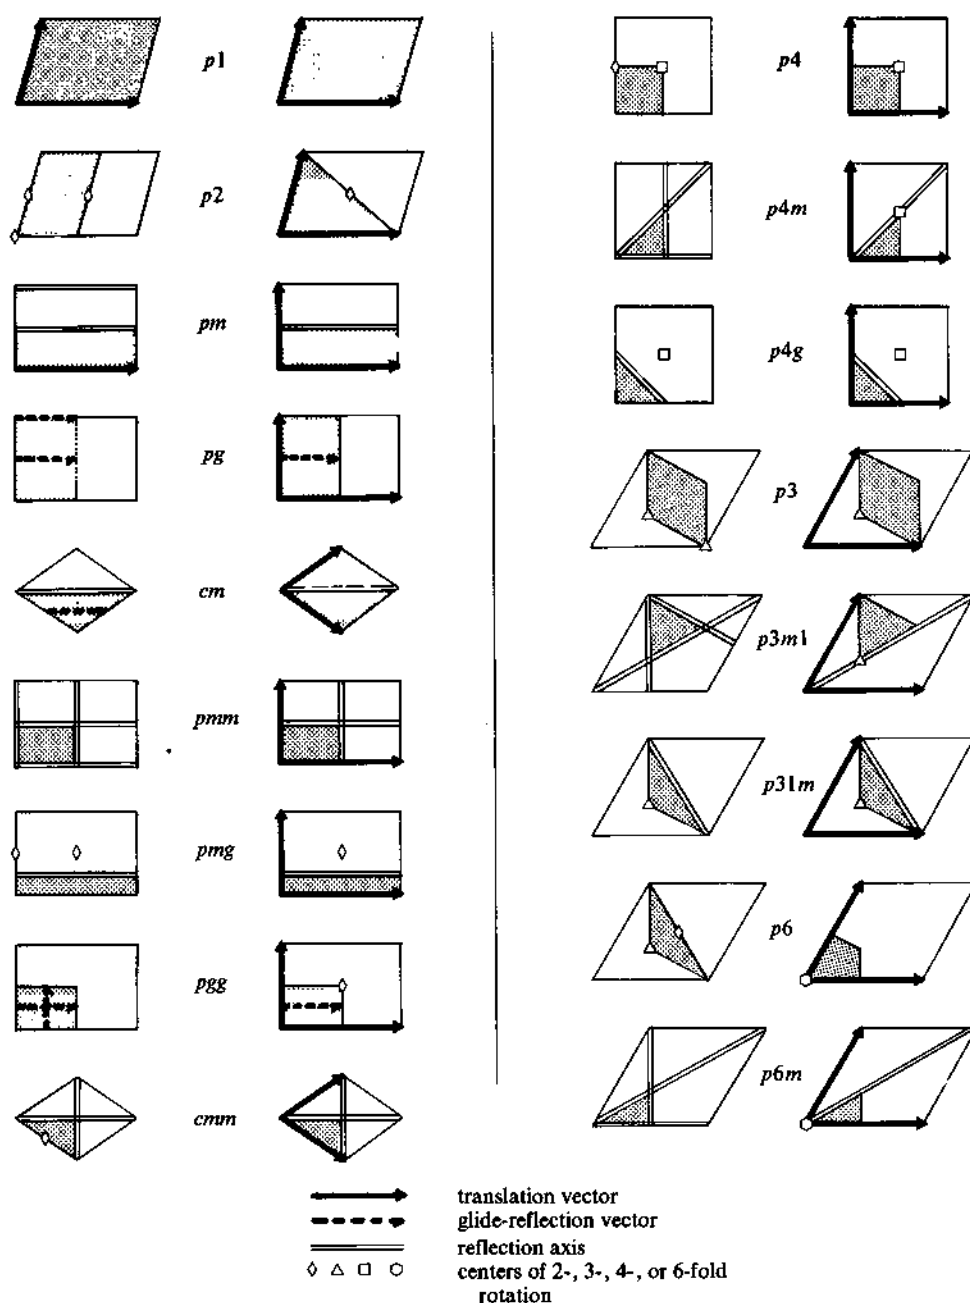 p1
p2
pm
pg
cm
pmm
pmg
pgg
cmm
p4
p4m
p4g
p3
p3m1
p31m
p6
p6m
translation vector
glide-reflection vector
reflection axis
centers of 2-, 3-, 4-, or 6-fold
rotation